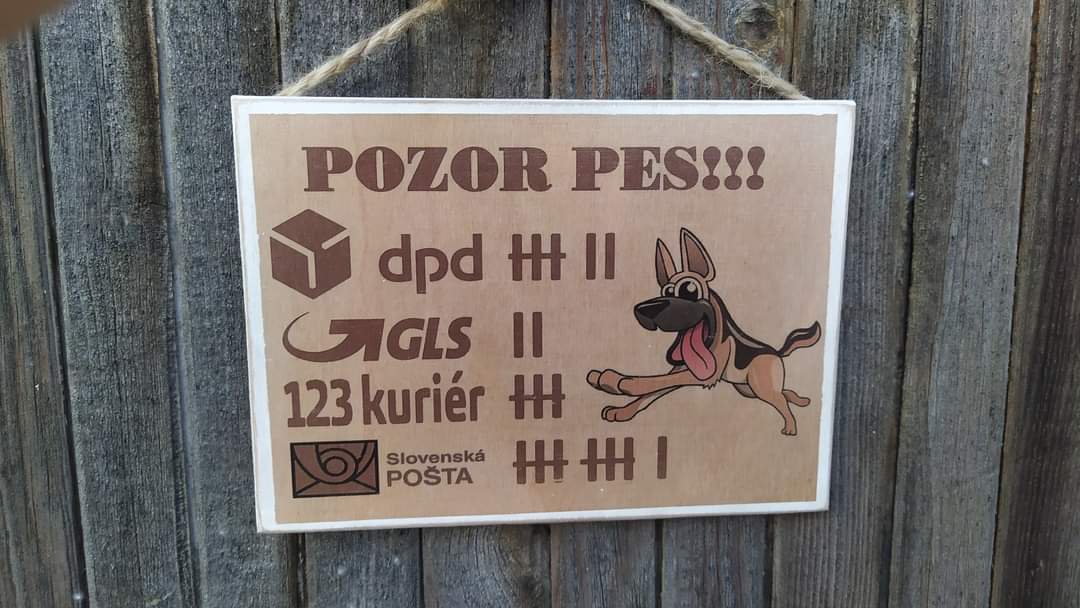 POZOR PES!!!
dpd
GLS
123 kuriér
Slovenská
POŠTA